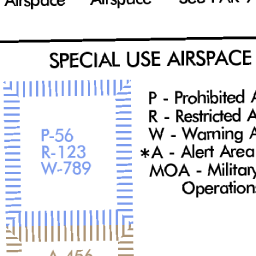 Airspace Airspace See FAR
SPECIAL USE AIRSPACE
P-56
R-123
W-789
P - Prohibited
R - Restricted
W - Warning
*A - Alert Area
MOA - Military
Operations
A-456